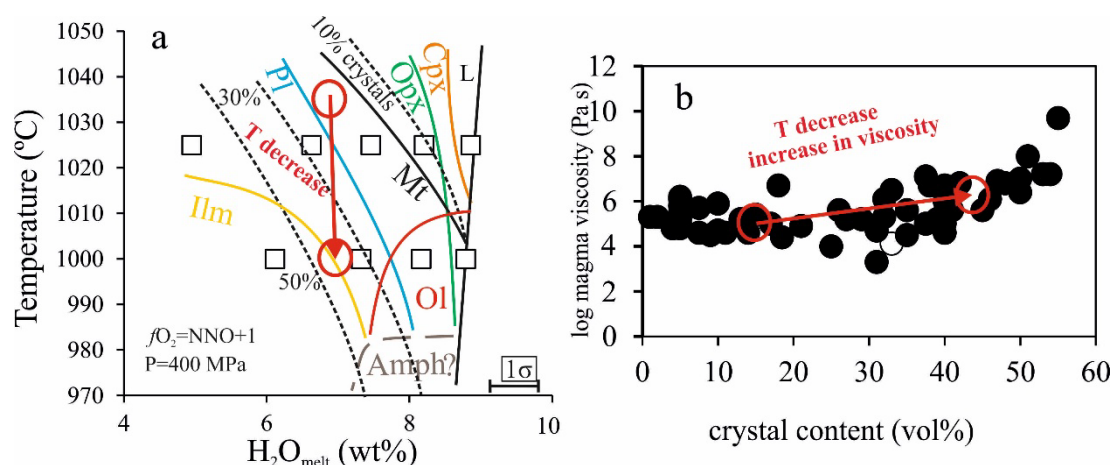 a
1050
1040
1030
1020
1010
1000
990
980
970
Temperature (ºC)
4
6
8
10
H₂Omelt (wt%)
30%
Pl
10% crystals
Opx
Cpx
L
T decrease
Mt
Ilm
50%
Ol
Amph?
fO₂=NNO+1
P=400 MPa
1σ
b
12
10
8
6
4
2
0
log magma viscosity (Pa s)
T decrease
increase in viscosity
0
10
20
30
40
50
60
crystal content (vol%)